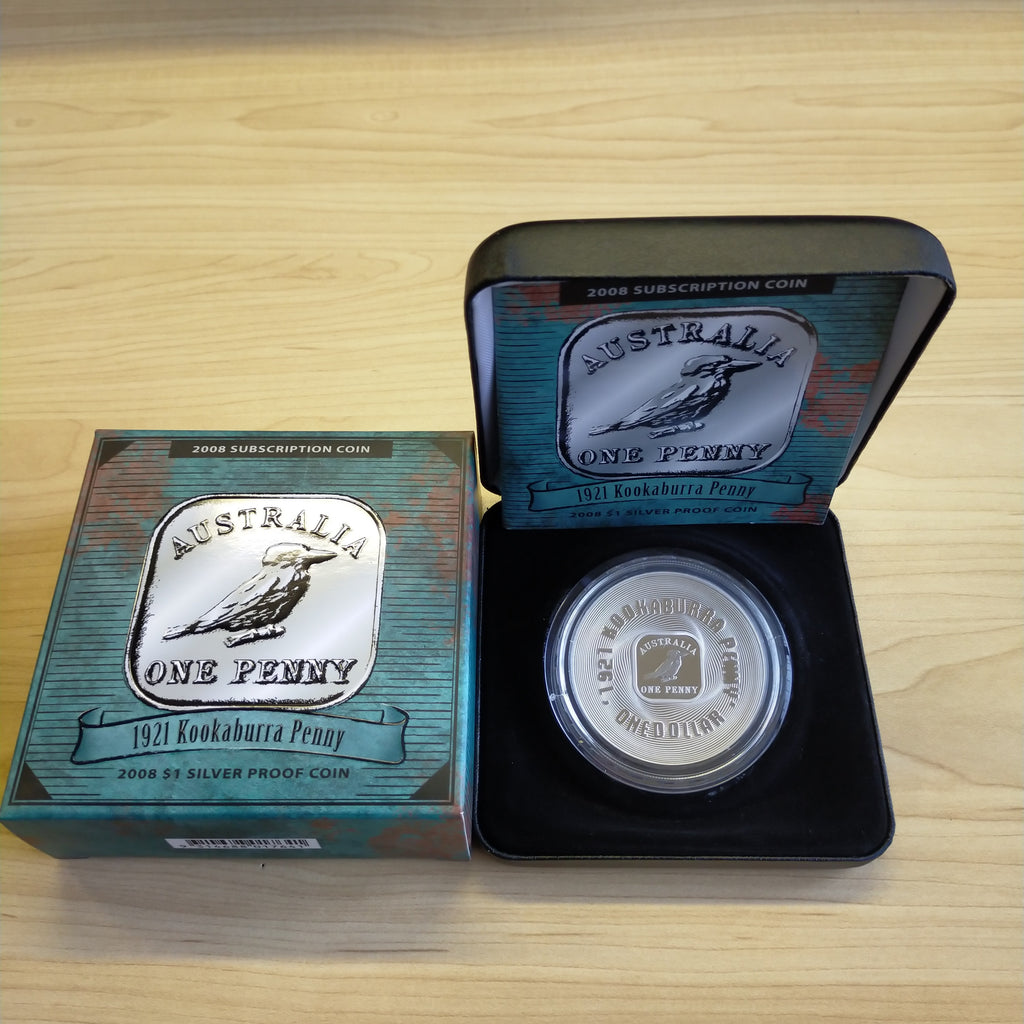 2008 SUBSCRIPTION COIN
AUSTRALIA
ONE PENNY
1921 Kookaburra Penny
2008 $1 SILVER PROOF COIN
2008 SUBSCRIPTION COIN
AUSTRALIA
ONE PENNY
1921 Kookaburra Penny
2008 $1 SILVER PROOF COIN
1921 KOOKABURRA PENNY
AUSTRALIA
ONE PENNY
ONE DOLLAR